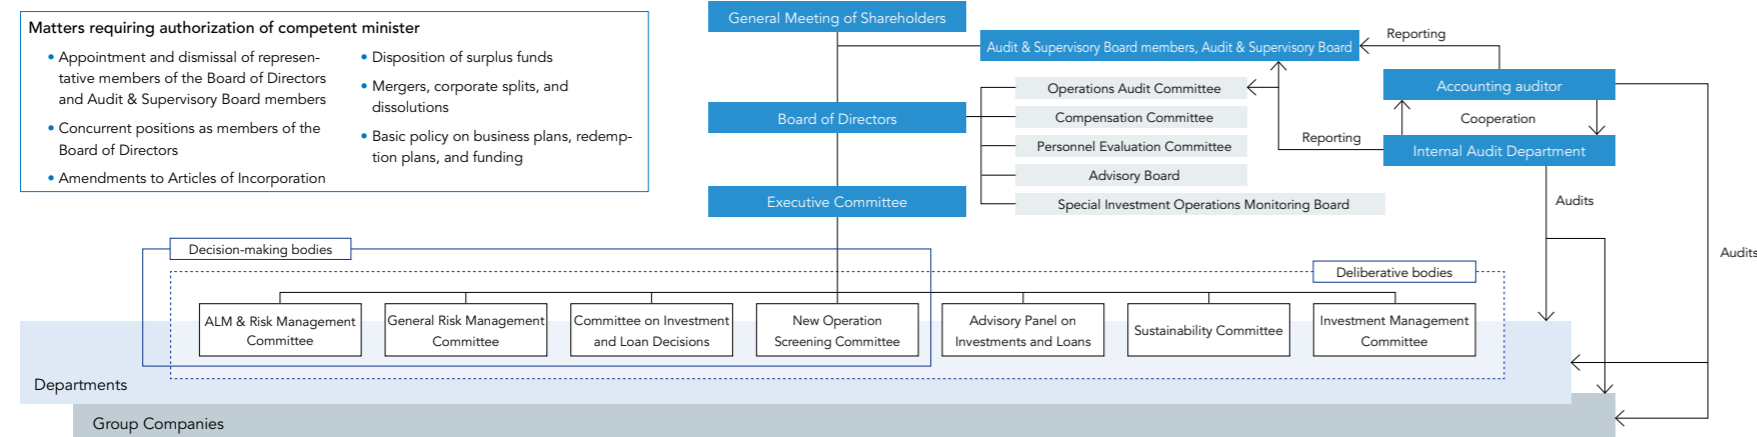 Matters requiring authorization of competent minister
• Appointment and dismissal of represen-
tative members of the Board of Directors
and Audit & Supervisory Board members
• Concurrent positions as members of the
Board of Directors
• Amendments to Articles of Incorporation
• Disposition of surplus funds
• Mergers, corporate splits, and
dissolutions
• Basic policy on business plans, redemp-
tion plans, and funding
General Meeting of Shareholders
Audit & Supervisory Board members, Audit & Supervisory Board
Reporting
Accounting auditor
Cooperation
Internal Audit Department
Reporting
Board of Directors
Operations Audit Committee
Compensation Committee
Personnel Evaluation Committee
Advisory Board
Special Investment Operations Monitoring Board
Executive Committee
Audits
Audits
Decision-making bodies
Deliberative bodies
ALM & Risk Management
Committee
General Risk Management
Committee
Committee on Investment
and Loan Decisions
New Operation
Screening Committee
Advisory Panel on
Investments and Loans
Sustainability Committee
Investment Management
Committee
Departments
Group Companies